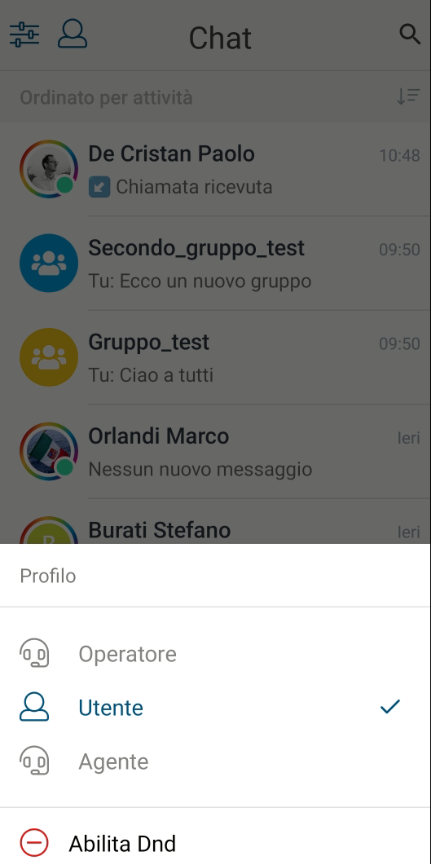 Chat
Ordinato per attività
De Cristan Paolo
10:48
Chiamata ricevuta
Secondo_gruppo_test
09:50
Tu: Ecco un nuovo gruppo
Gruppo_test
09:50
Tu: Ciao a tutti
Orlandi Marco
Ieri
Nessun nuovo messaggio
Burati Stefano
Ieri
Profilo
Operatore
Utente
Agente
Abilita Dnd